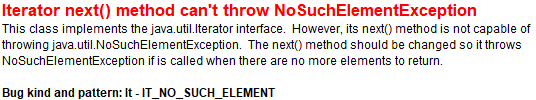 Iterator next() method can't throw NoSuchElementException
This class implements the java.util.Iterator interface.  However, its next() method is not capable of
throwing java.util.NoSuchElementException.  The next() method should be changed so it throws
NoSuchElementException if is called when there are no more elements to return.
Bug kind and pattern: It - IT_NO_SUCH_ELEMENT